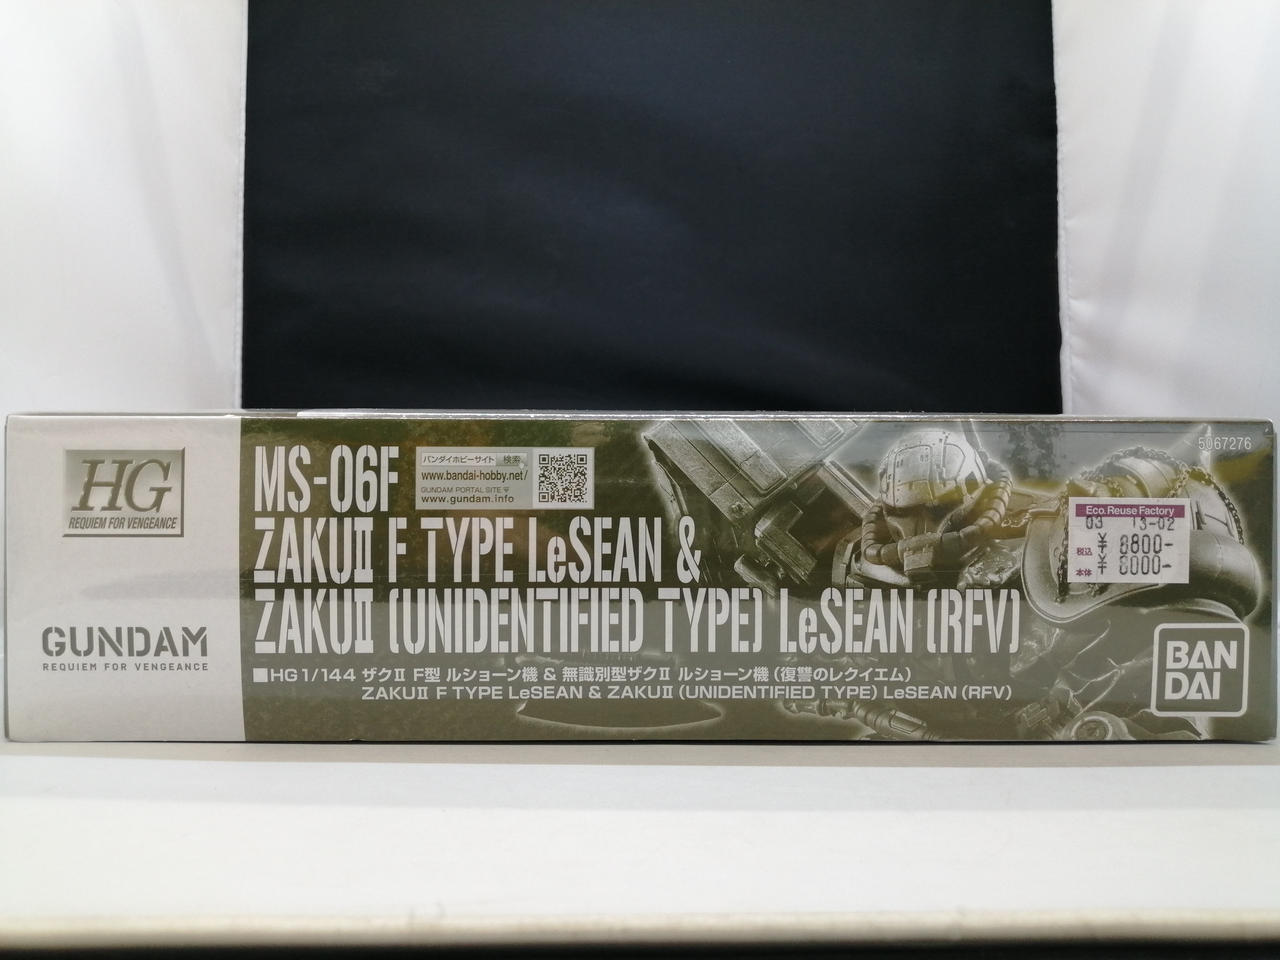 HG
REQUIEM FOR VENGEANCE
GUNDAM
REQUIEM FOR VENGEANCE
MS-06F
ZAKUⅡ F TYPE LeSEAN &
ZAKUⅡ (UNIDENTIFIED TYPE) LeSEAN (RFV)
バンダイホビーサイト 検索
www.bandai-hobby.net/
GUNDAM PORTAL SITE
www.gundam.info
■HG 1/144 ザクⅡ F型 ルショーン機 & 無識別型ザクⅡ ルショーン機 (復讐のレクイエム)
ZAKUⅡ F TYPE LeSEAN & ZAKUⅡ (UNIDENTIFIED TYPE) LeSEAN (RFV)
5067276
Eco.Reuse Factory
03 13-02
税込 ¥ 8800-
本体 ¥ 8000-
BAN
DAI